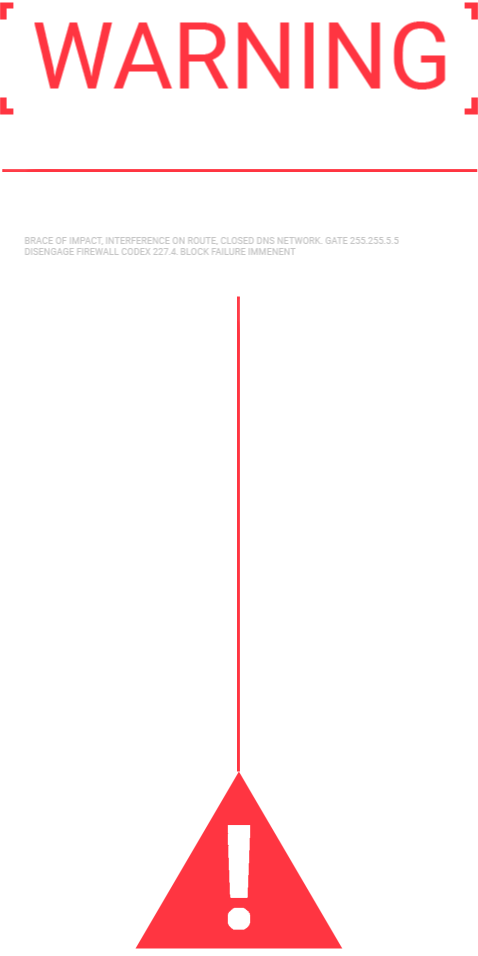 WARNING
BRACE OF IMPACT, INTERFERENCE ON ROUTE, CLOSED DNS NETWORK. GATE 255.255.5.5
DISENGAGE FIREWALL CODEX 227.4. BLOCK FAILURE IMMENENT
!